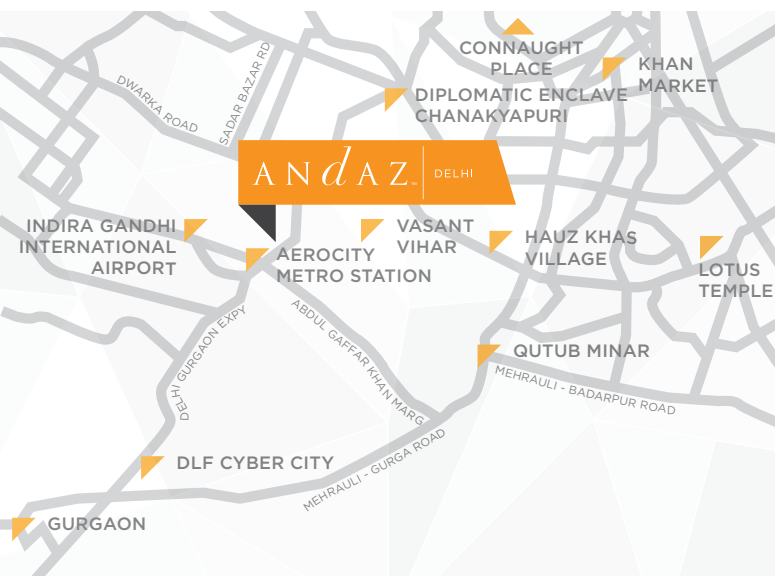 CONNAUGHT
PLACE
KHAN
MARKET
DIPLOMATIC ENCLAVE
CHANAKYAPURI
DWARKA ROAD
SADAR BAZAR RD
ANdAZ™ DELHI
INDIRA GANDHI
INTERNATIONAL
AIRPORT
AEROCITY
METRO STATION
VASANT
VIHAR
HAUZ KHAS
VILLAGE
LOTUS
TEMPLE
DELHI GURGAON EXPY
ABDUL GAFFAR KHAN MARG
QUTUB MINAR
MEHRAULI - BADARPUR ROAD
MEHRAULI - GURGA ROAD
DLF CYBER CITY
GURGAON